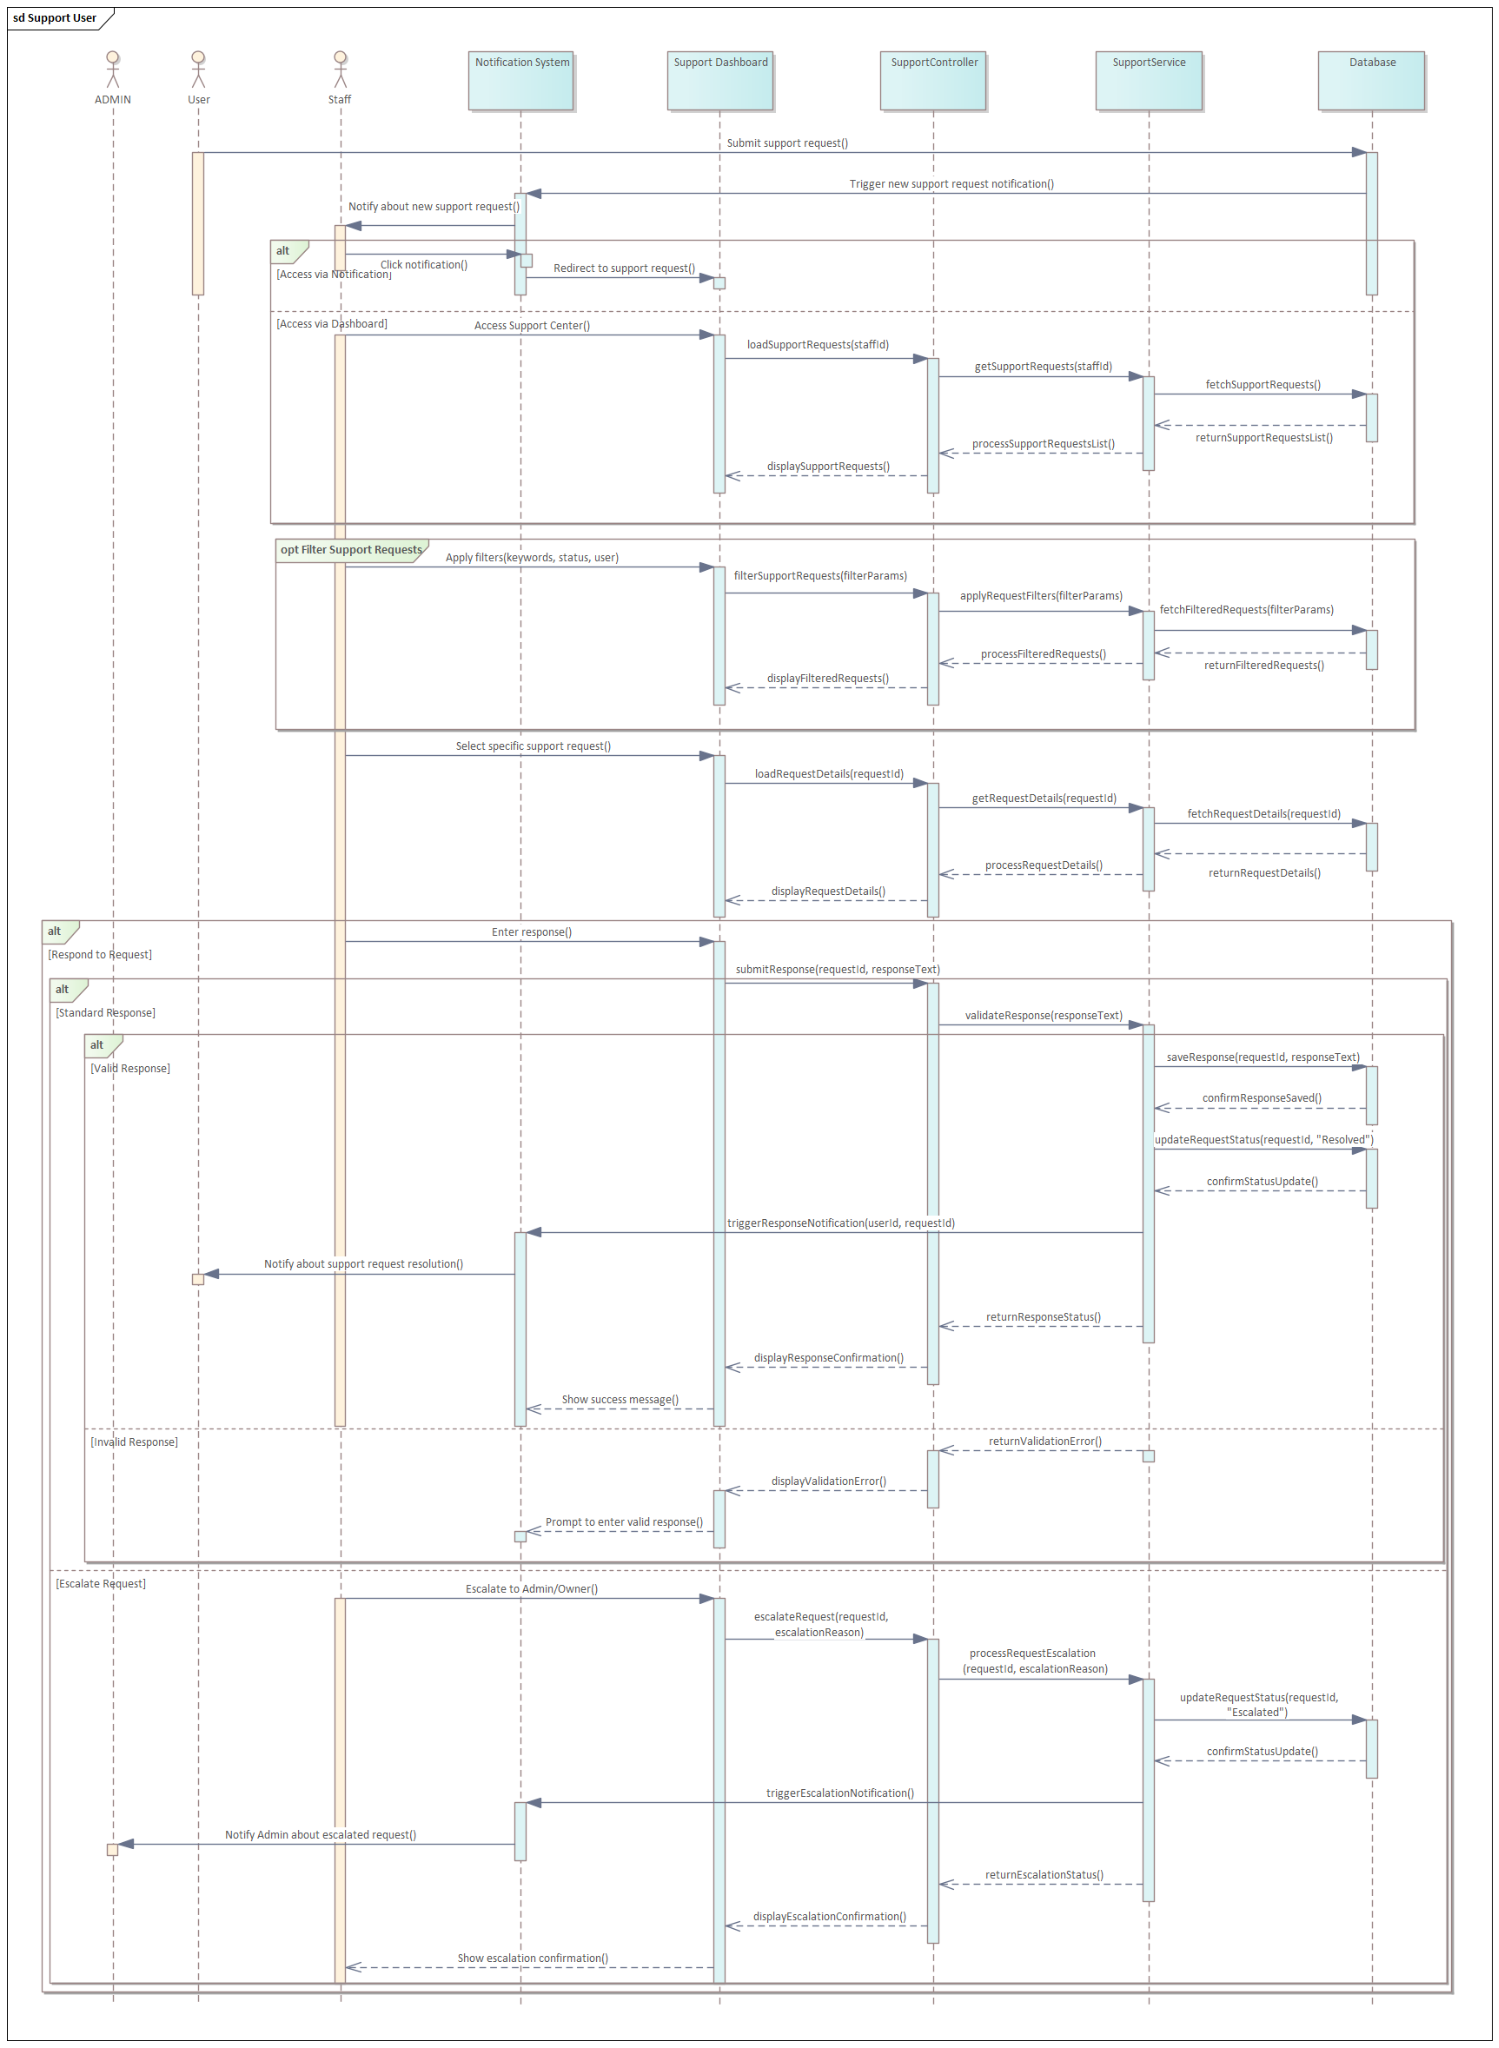 sd Support User
ADMIN
User
Staff
Notification System
Support Dashboard
SupportController
SupportService
Database
Submit support request()
Trigger new support request notification()
Notify about new support request()
alt
Click notification()
[Access via Notification]
Redirect to support request()
[Access via Dashboard]
Access Support Center()
loadSupportRequests(staffId)
getSupportRequests(staffId)
fetchSupportRequests()
returnSupportRequestsList()
processSupportRequestsList()
displaySupportRequests()
opt Filter Support Requests
Apply filters(keywords, status, user)
filterSupportRequests(filterParams)
applyRequestFilters(filterParams)
fetchFilteredRequests(filterParams)
returnFilteredRequests()
processFilteredRequests()
displayFilteredRequests()
Select specific support request()
loadRequestDetails(requestId)
getRequestDetails(requestId)
fetchRequestDetails(requestId)
returnRequestDetails()
processRequestDetails()
displayRequestDetails()
alt
[Respond to Request]
Enter response()
submitResponse(requestId, responseText)
alt
[Standard Response]
validateResponse(responseText)
alt
[Valid Response]
saveResponse(requestId, responseText)
confirmResponseSaved()
updateRequestStatus(requestId, "Resolved")
confirmStatusUpdate()
triggerResponseNotification(userId, requestId)
Notify about support request resolution()
returnResponseStatus()
displayResponseConfirmation()
Show success message()
[Invalid Response]
returnValidationError()
displayValidationError()
Prompt to enter valid response()
[Escalate Request]
Escalate to Admin/Owner()
escalateRequest(requestId,
escalationReason)
processRequestEscalation
(requestId, escalationReason)
updateRequestStatus(requestId,
"Escalated")
confirmStatusUpdate()
triggerEscalationNotification()
Notify Admin about escalated request()
returnEscalationStatus()
displayEscalationConfirmation()
Show escalation confirmation()